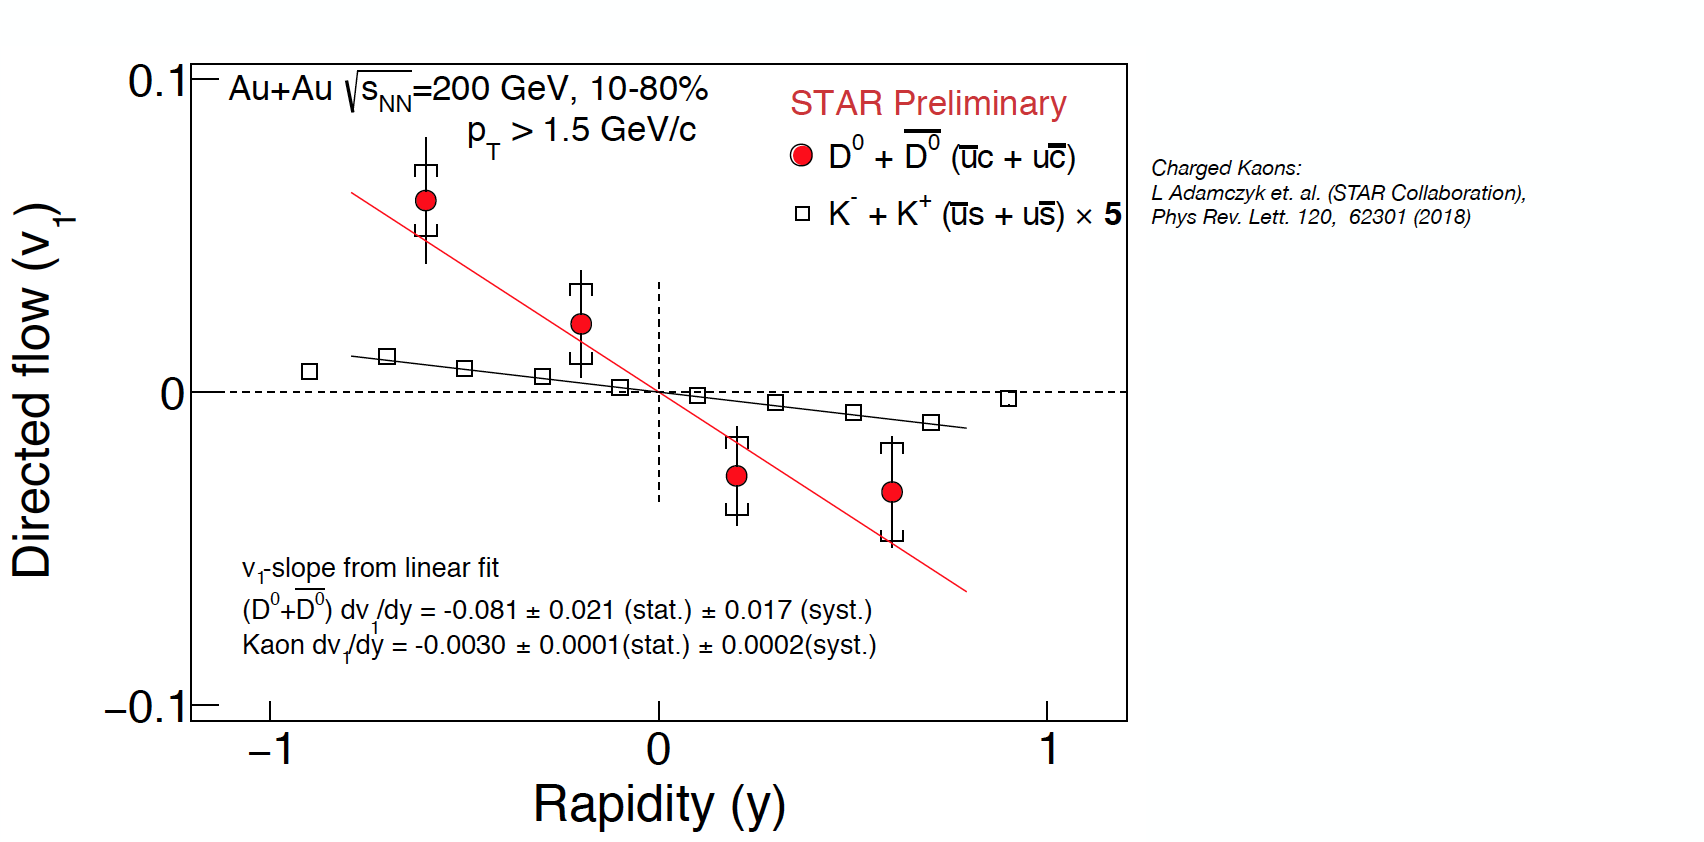 0.1
Au+Au √sNN=200 GeV, 10-80%
pT > 1.5 GeV/c
STAR Preliminary
D⁰ + D̅⁰ (u̅c + uc̅)
K⁻ + K⁺ (u̅s + us̅) × 5
Charged Kaons:
L Adamczyk et. al. (STAR Collaboration),
Phys Rev. Lett. 120, 62301 (2018)
Directed flow (v₁)
0
v₁-slope from linear fit
(D⁰+D̅⁰) dv₁/dy = -0.081 ± 0.021 (stat.) ± 0.017 (syst.)
Kaon dv₁/dy = -0.0030 ± 0.0001(stat.) ± 0.0002(syst.)
−0.1
−1 0 1
Rapidity (y)